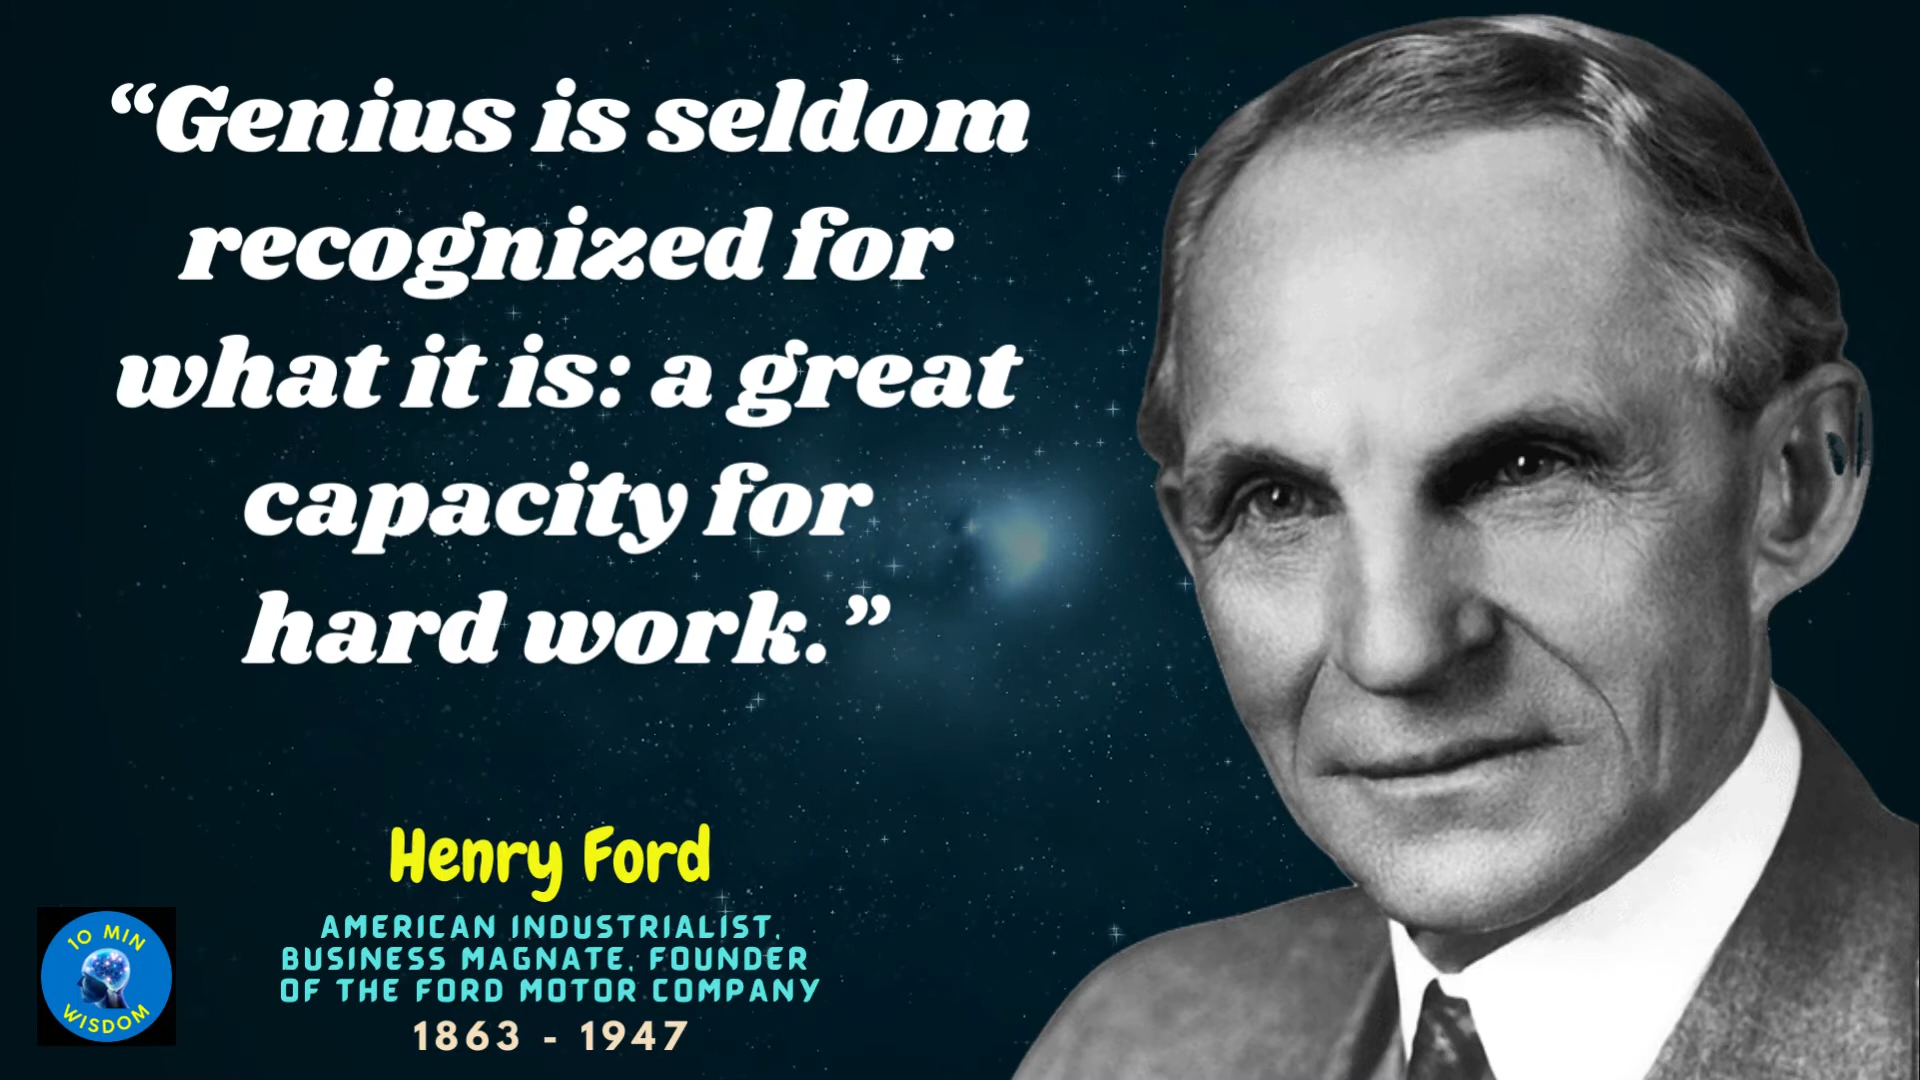 “Genius is seldom
recognized for
what it is: a great
capacity for
hard work.”
Henry Ford
AMERICAN INDUSTRIALIST,
BUSINESS MAGNATE, FOUNDER
OF THE FORD MOTOR COMPANY
1863 - 1947
10 MIN
WISDOM